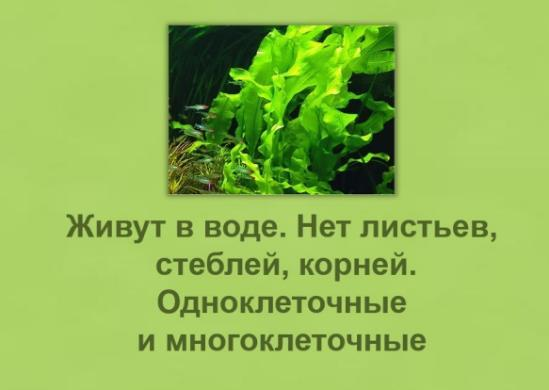 Живут в воде. Нет листьев,
стеблей, корней.
Одноклеточные
и многоклеточные